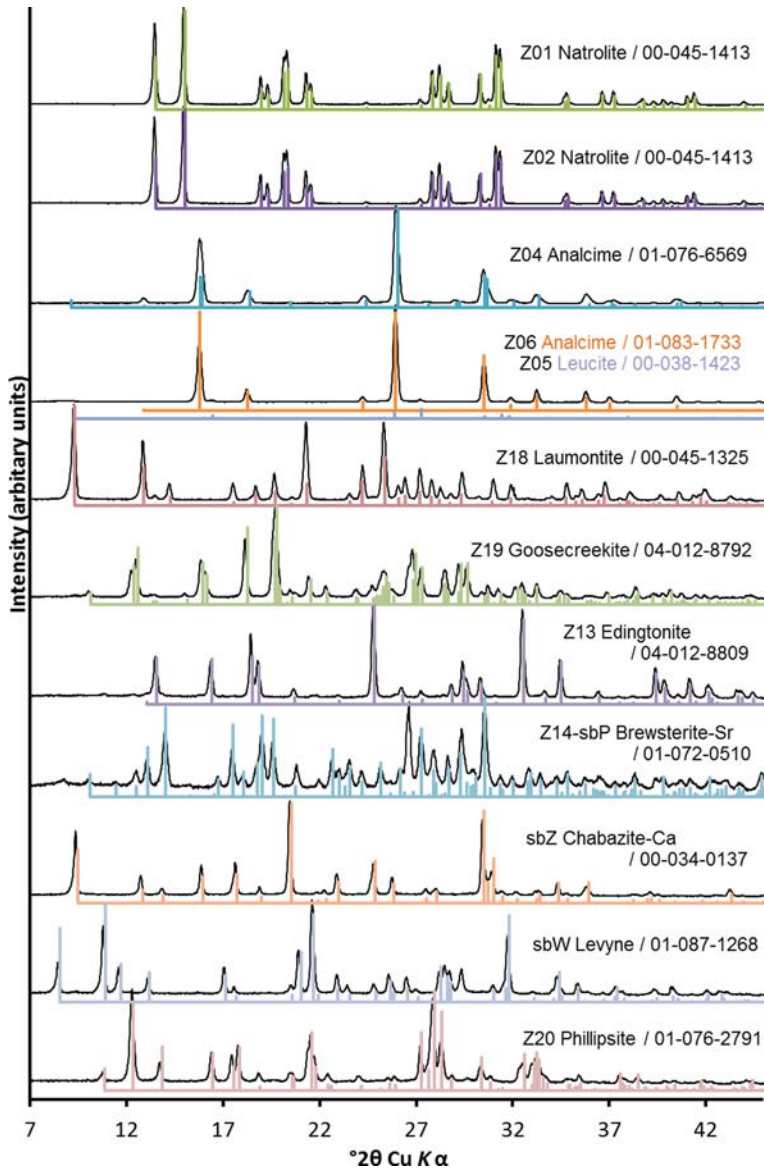 Z01 Natrolite / 00-045-1413
Z02 Natrolite / 00-045-1413
Z04 Analcime / 01-076-6569
Z06 Analcime / 01-083-1733
Z05 Leucite / 00-038-1423
Z18 Laumontite / 00-045-1325
Z19 Goosecreekite / 04-012-8792
Z13 Edingtonite
/ 04-012-8809
Z14-sbP Brewsterite-Sr
/ 01-072-0510
sbZ Chabazite-Ca
/ 00-034-0137
sbW Levyne / 01-087-1268
Z20 Phillipsite / 01-076-2791
Intensity (arbitary units)
7 12 17 22 27 32 37 42
°2θ Cu K α